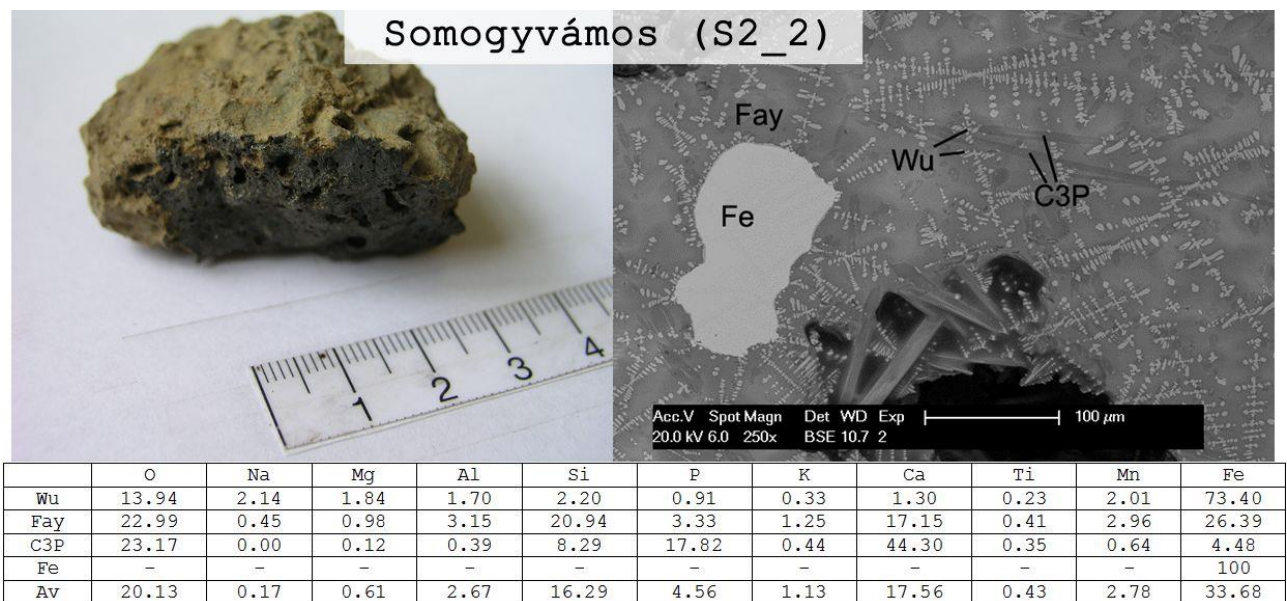 Somogyvámos (S2_2)
Fay
Wu
C3P
Fe
1 2 3 4
Acc.V Spot Magn Det WD Exp 100 μm
20.0 kV 6.0 250x BSE 10.7 2
O Na Mg Al Si P K Ca Ti Mn Fe
Wu 13.94 2.14 1.84 1.70 2.20 0.91 0.33 1.30 0.23 2.01 73.40
Fay 22.99 0.45 0.98 3.15 20.94 3.33 1.25 17.15 0.41 2.96 26.39
C3P 23.17 0.00 0.12 0.39 8.29 17.82 0.44 44.30 0.35 0.64 4.48
Fe - - - - - - - - - - 100
Av 20.13 0.17 0.61 2.67 16.29 4.56 1.13 17.56 0.43 2.78 33.68